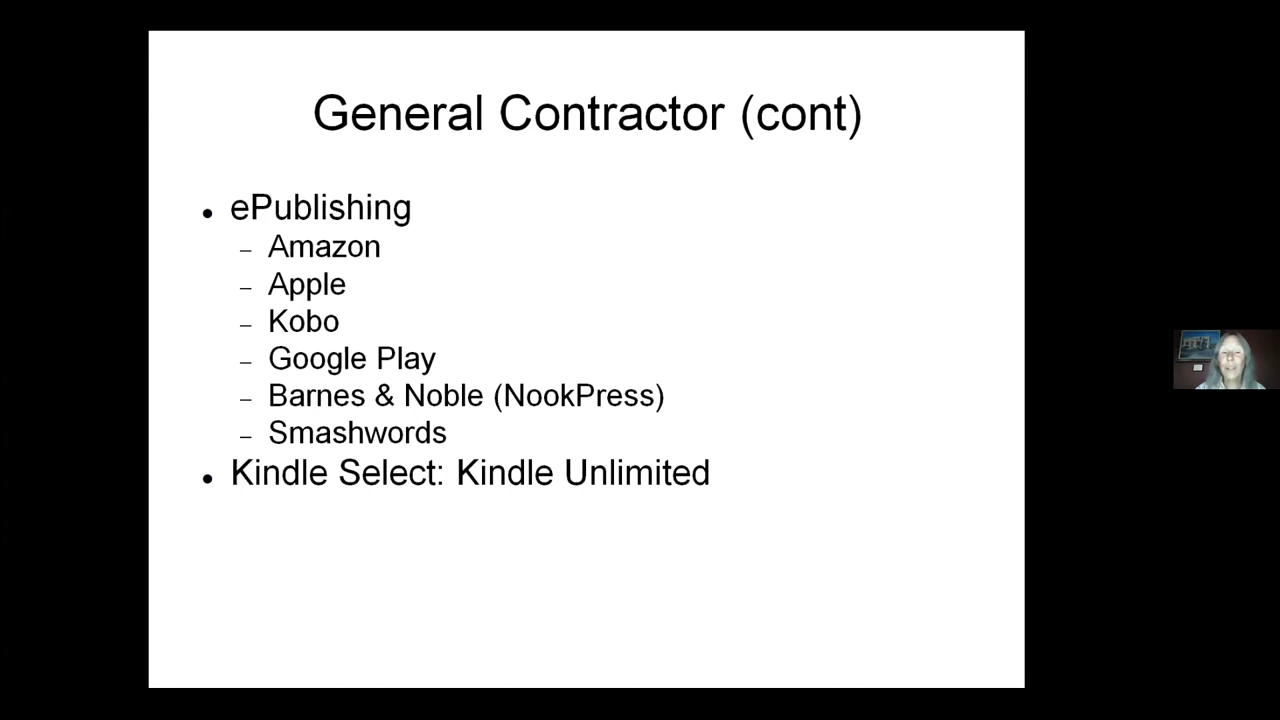 General Contractor (cont)
● ePublishing
– Amazon
– Apple
– Kobo
– Google Play
– Barnes & Noble (NookPress)
– Smashwords
● Kindle Select: Kindle Unlimited